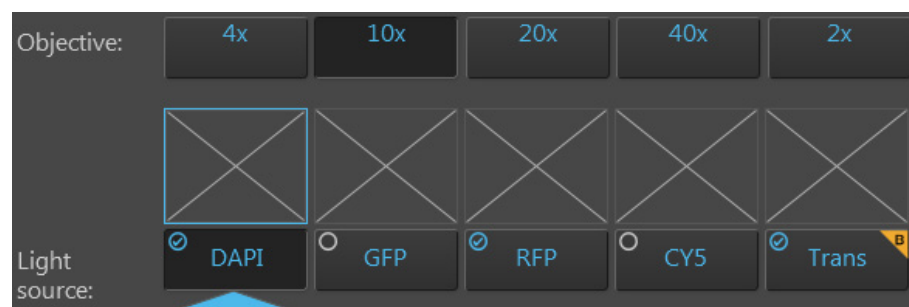 Objective: 4x 10x 20x 40x 2x
DAPI GFP RFP CY5 Trans B
Light
source: